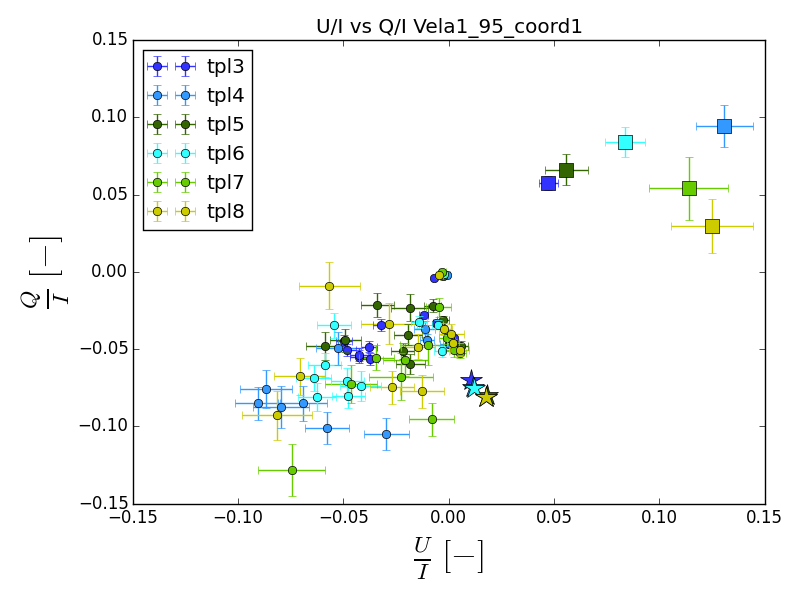 U/I vs Q/I Vela1_95_coord1
0.15
0.10
0.05
0.00
−0.05
−0.10
−0.15
Q/I [−]
tpl3
tpl4
tpl5
tpl6
tpl7
tpl8
−0.15 −0.10 −0.05 0.00 0.05 0.10 0.15
U/I [−]